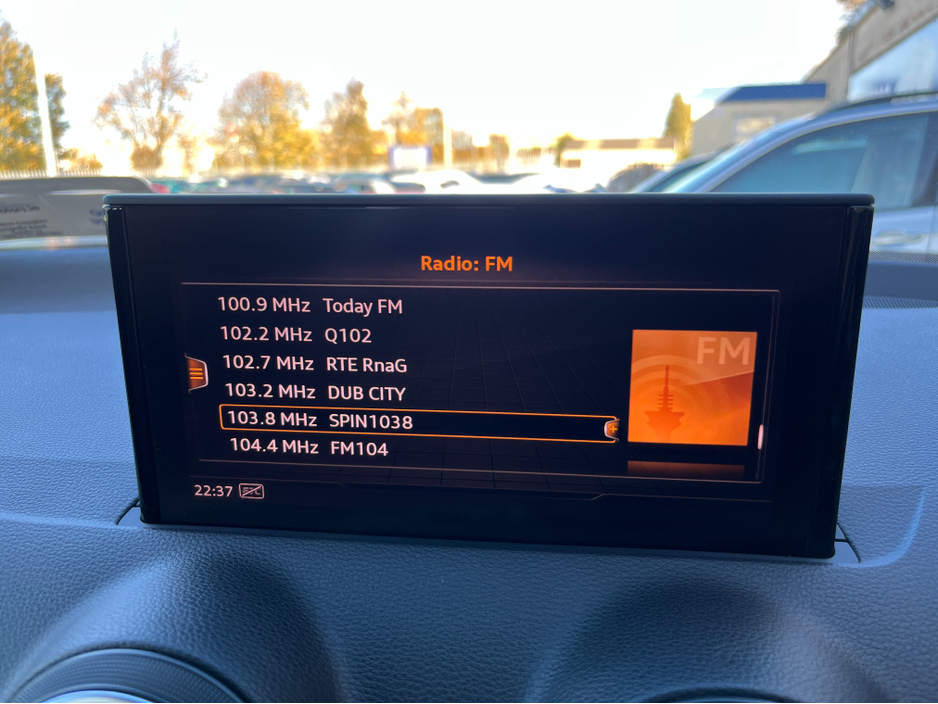 Radio: FM
100.9 MHz Today FM
102.2 MHz Q102
102.7 MHz RTE RnaG
103.2 MHz DUB CITY
103.8 MHz SPIN1038
104.4 MHz FM104
FM
22:37